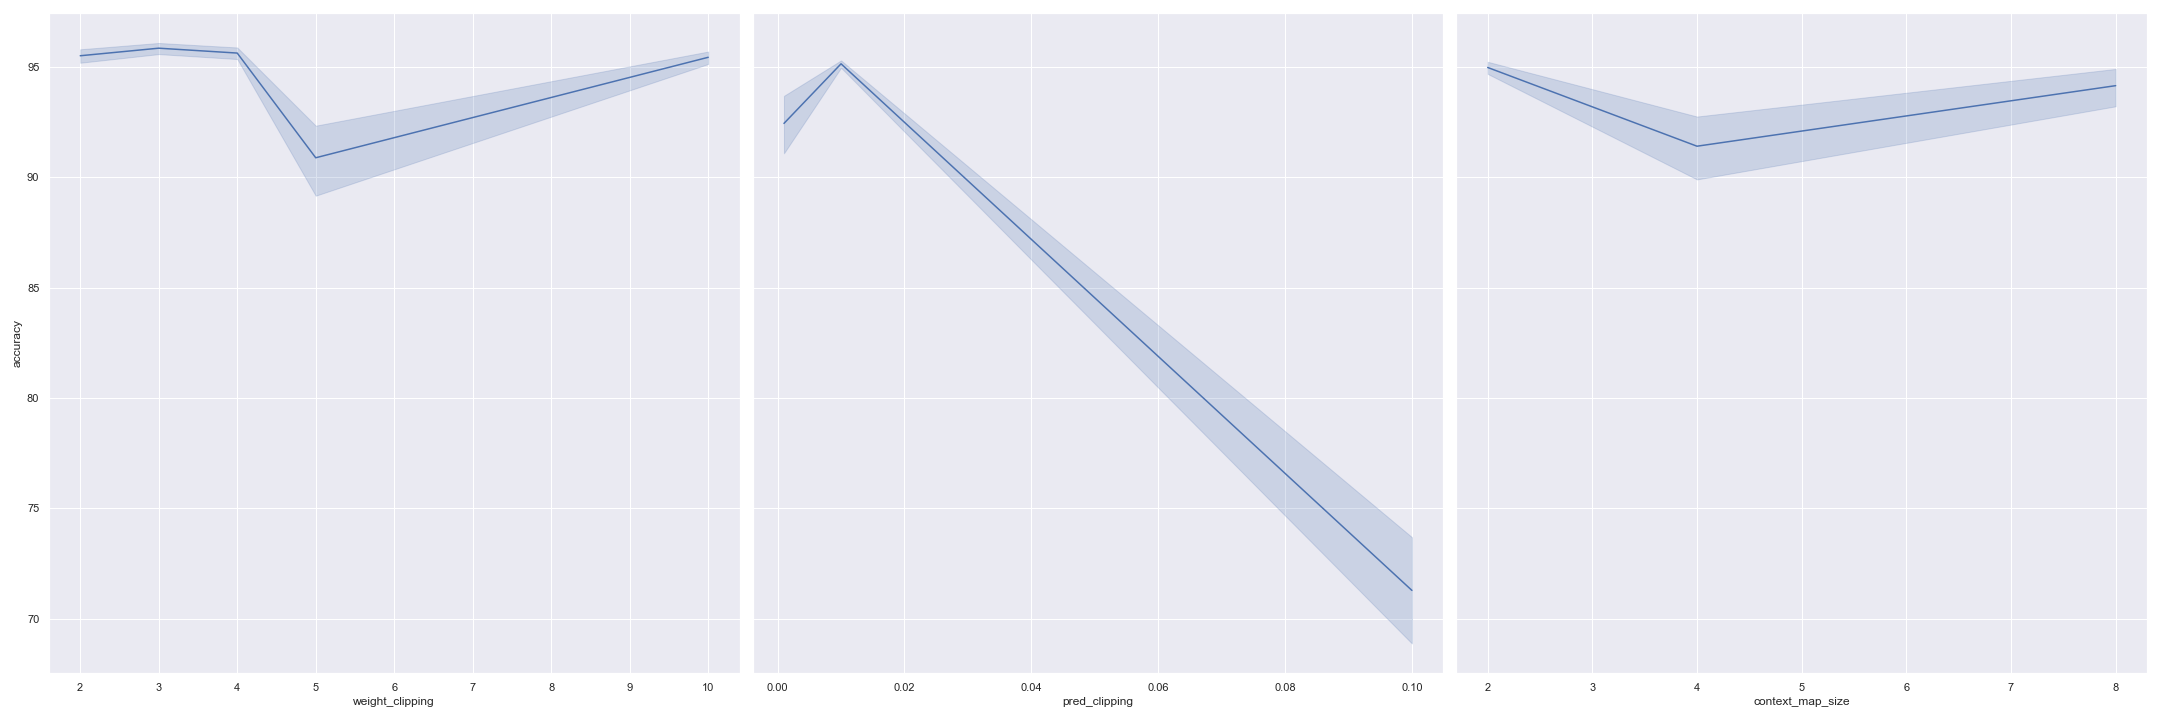 accuracy
95
90
85
80
75
70
2 3 4 5 6 7 8 9 10
weight_clipping
0.00 0.02 0.04 0.06 0.08 0.10
pred_clipping
2 3 4 5 6 7 8
context_map_size